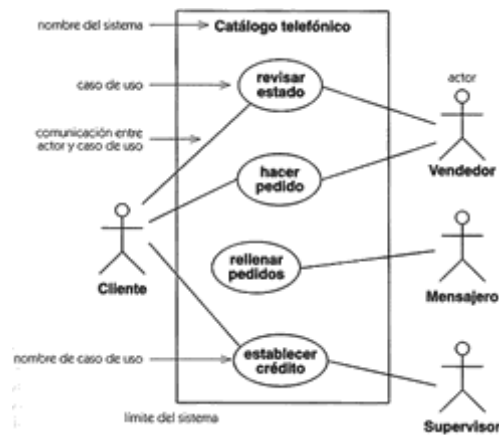 nombre del sistema
Catálogo telefónico
caso de uso
revisar
estado
actor
comunicación entre
actor y caso de uso
Vendedor
hacer
pedido
rellenar
pedidos
Cliente
Mensajero
nombre de caso de uso
establecer
crédito
límite del sistema
Supervisor